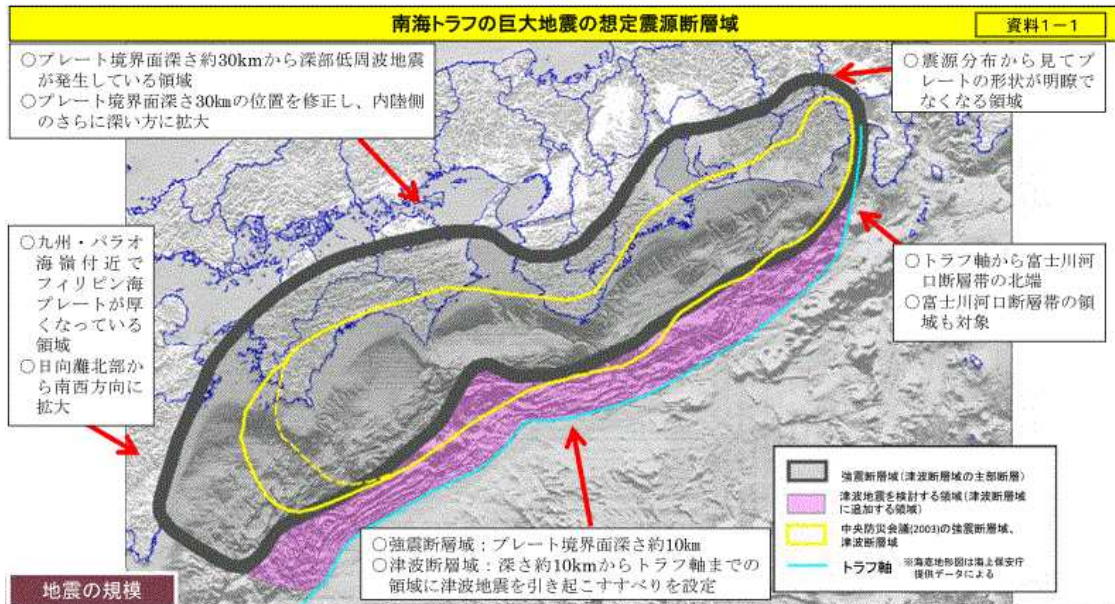 南海トラフの巨大地震の想定震源断層域
資料1-1
○プレート境界面深さ約30kmから深部低周波地震
が発生している領域
○プレート境界面深さ30kmの位置を修正し、内陸側
のさらに深い方に拡大
○震源分布から見てプ
レートの形状が明瞭で
なくなる領域
○九州・パラオ
海嶺付近で
フィリピン海
プレートが厚
くなっている
領域
○日向灘北部か
ら南西方向に
拡大
○トラフ軸から富士川河
口断層帯の北端
○富士川河口断層帯の領
域も対象
○強震断層域:プレート境界面深さ約10km
○津波断層域:深さ約10kmからトラフ軸までの
領域に津波地震を引き起こすすべりを設定
強震断層域(津波断層域の主部断層)
津波地震を検討する領域(津波断層域
に追加する領域)
中央防災会議(2003)の強震断層域、
津波断層域
トラフ軸 ※海底地形図は海上保安庁
提供データによる
地震の規模